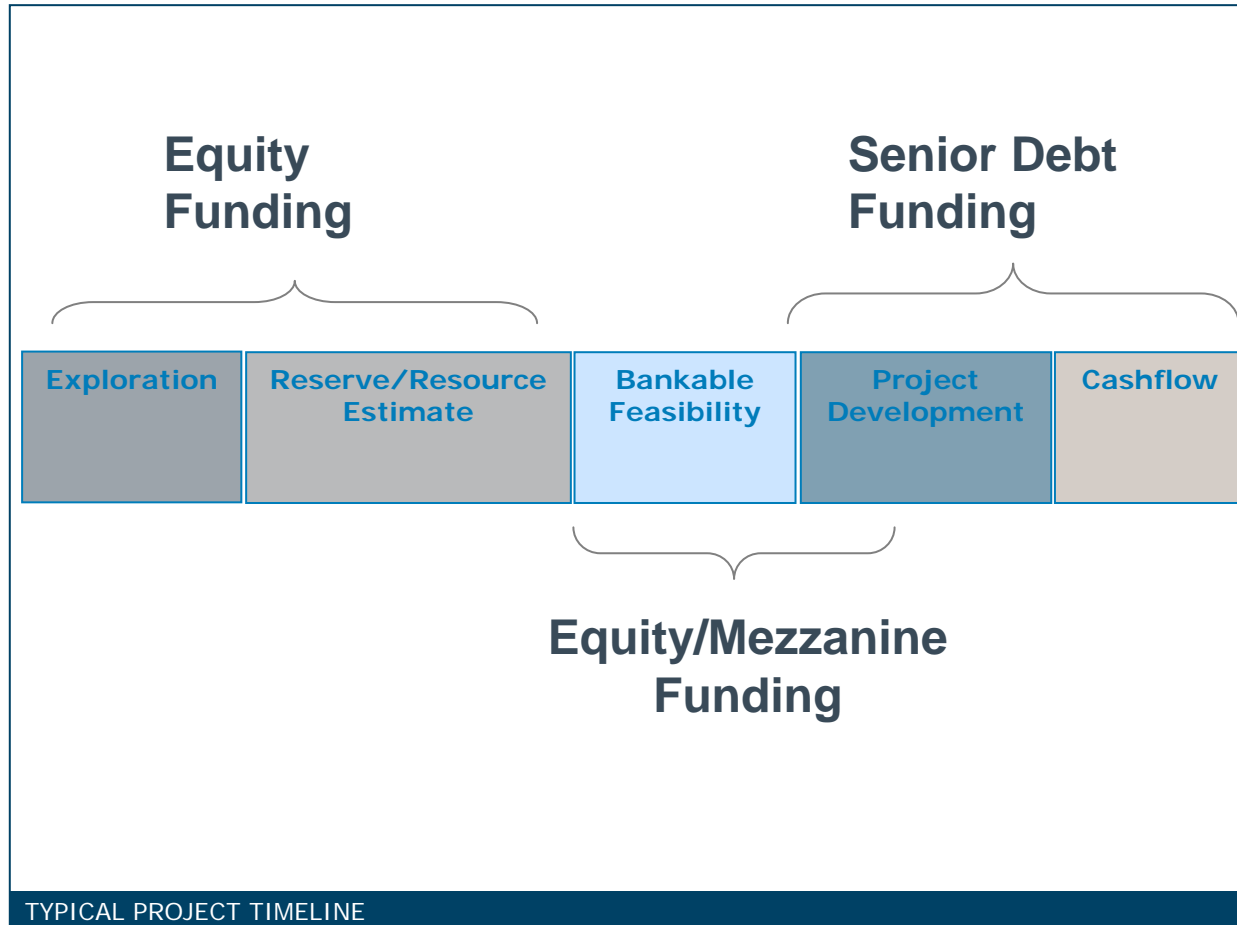 Equity
Funding
Senior Debt
Funding
Exploration
Reserve/Resource
Estimate
Bankable
Feasibility
Project
Development
Cashflow
Equity/Mezzanine
Funding
TYPICAL PROJECT TIMELINE